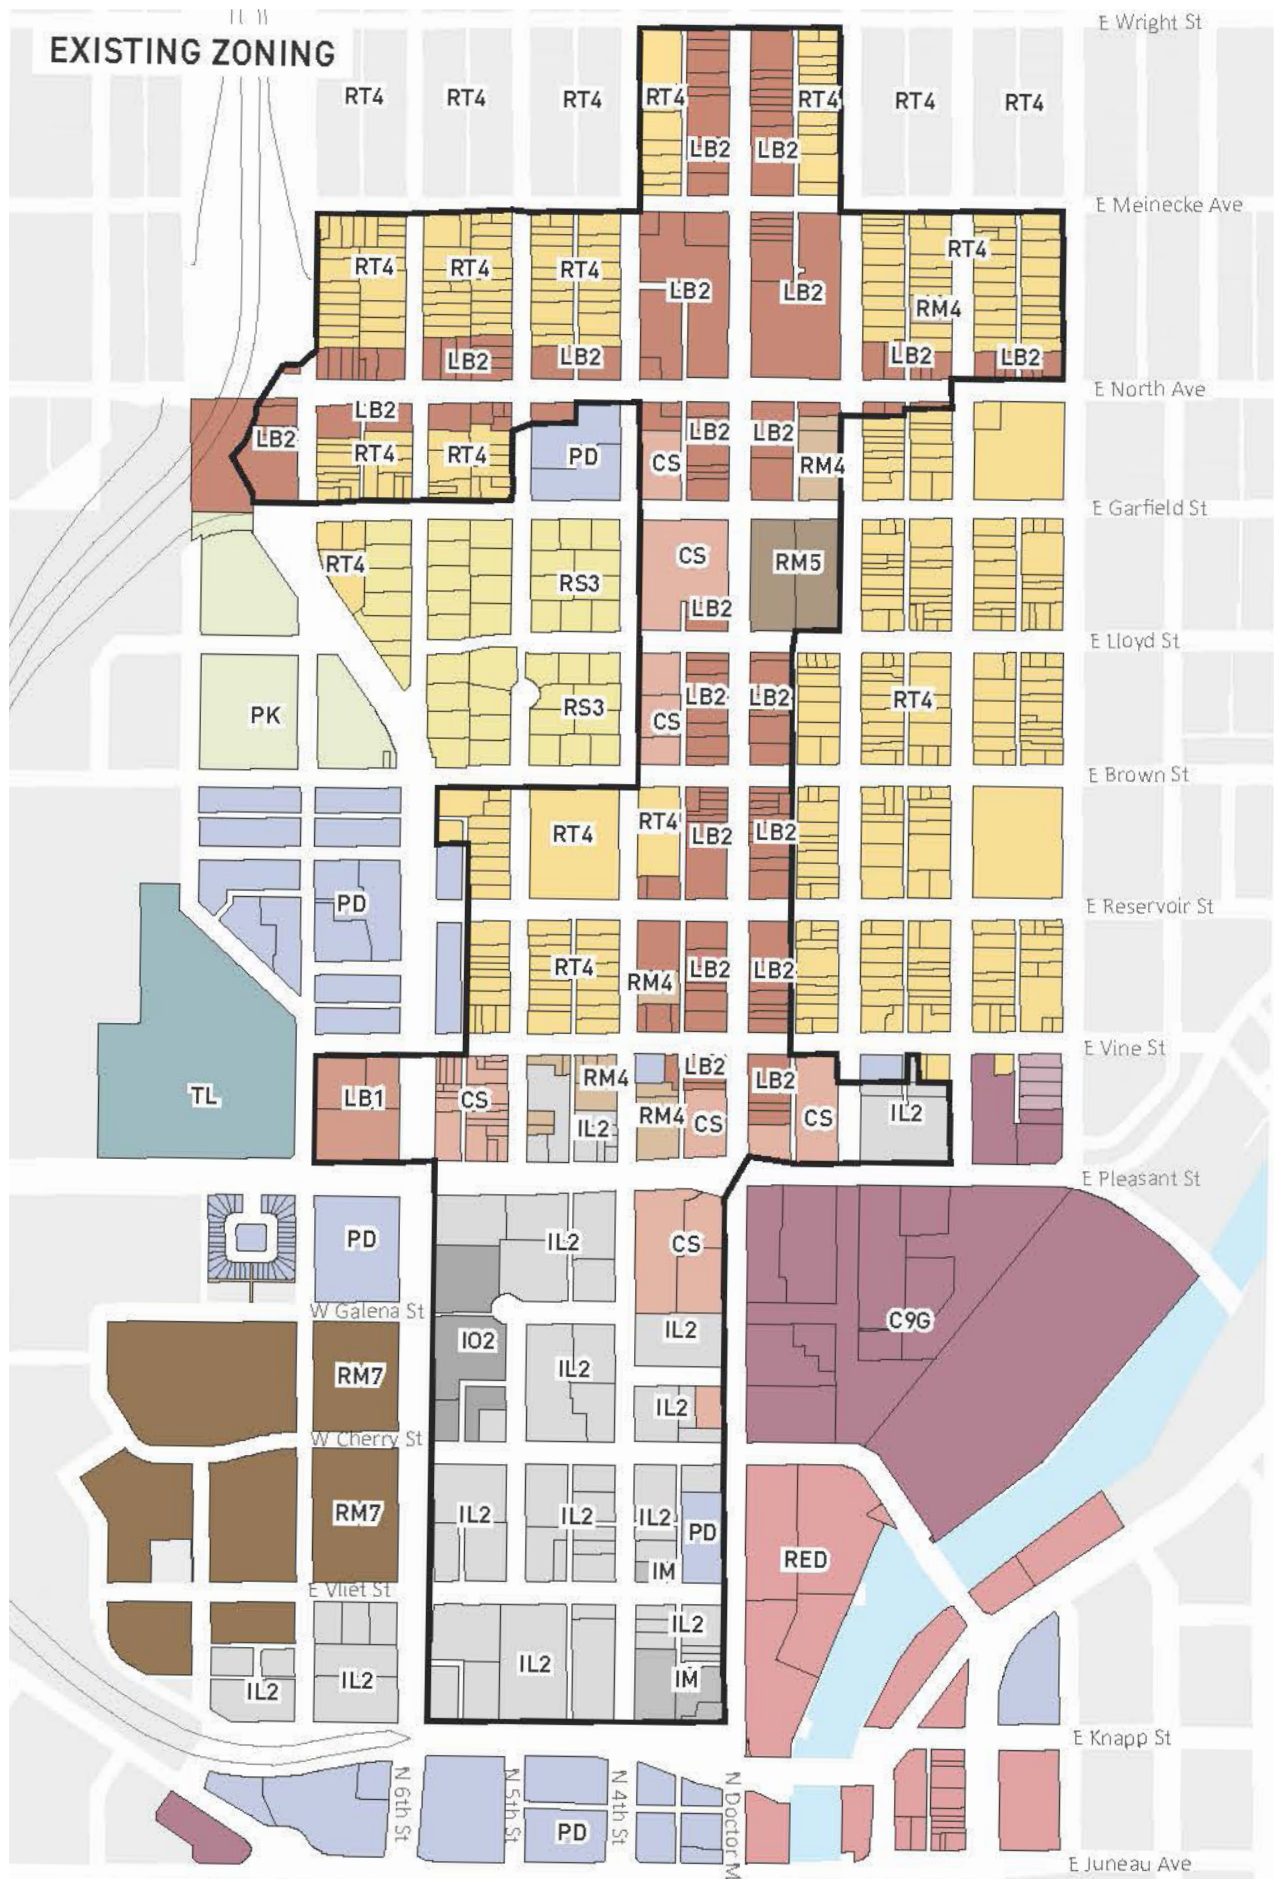 E Wright St
EXISTING ZONING
RT4
RT4
RT4
RT4
RT4
RT4
RT4
LB2
LB2
E Meinecke Ave
RT4
RT4
RT4
RT4
LB2
LB2
RM4
LB2
LB2
LB2
LB2
E North Ave
LB2
LB2
LB2
LB2
RT4
RT4
PD
CS
RM4
E Garfield St
RT4
CS
RM5
RS3
LB2
E Lloyd St
LB2
LB2
RT4
RS3
CS
PK
E Brown St
RT4
RT4
LB2
LB2
PD
E Reservoir St
RT4
LB2
LB2
RM4
E Vine St
LB2
RM4
LB2
TL
LB1
CS
RM4
CS
CS
IL2
IL2
E Pleasant St
PD
IL2
CS
W Galena St
C9G
IO2
IL2
IL2
RM7
IL2
W Cherry St
RM7
IL2
IL2
IL2
PD
RED
IM
E Vliet St
IL2
IL2
IM
IL2
IL2
E Knapp St
N 6th St
N 5th St
N 4th St
N Doctor M
PD
E Juneau Ave